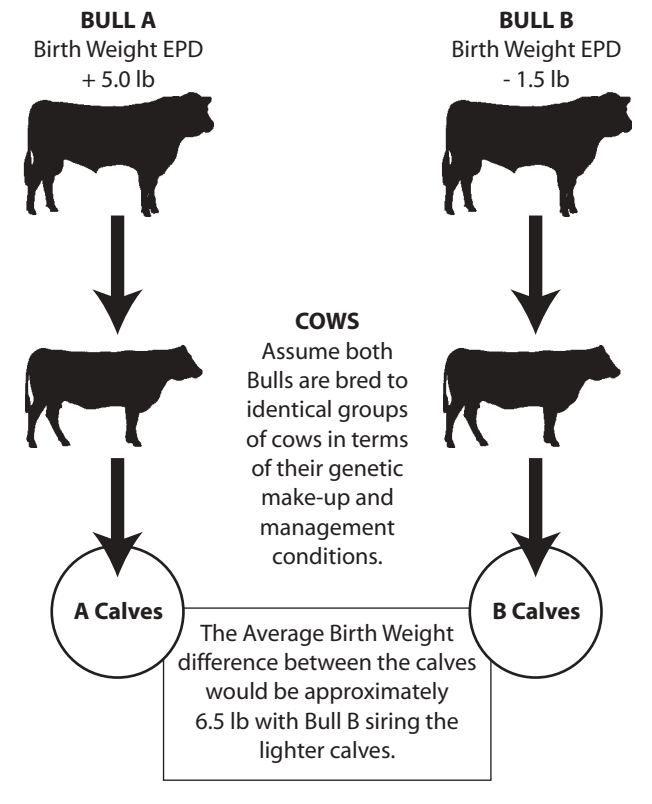 BULL A
Birth Weight EPD
+ 5.0 lb
BULL B
Birth Weight EPD
- 1.5 lb
COWS
Assume both
Bulls are bred to
identical groups
of cows in terms
of their genetic
make-up and
management
conditions.
A Calves
B Calves
The Average Birth Weight
difference between the calves
would be approximately
6.5 lb with Bull B siring the
lighter calves.